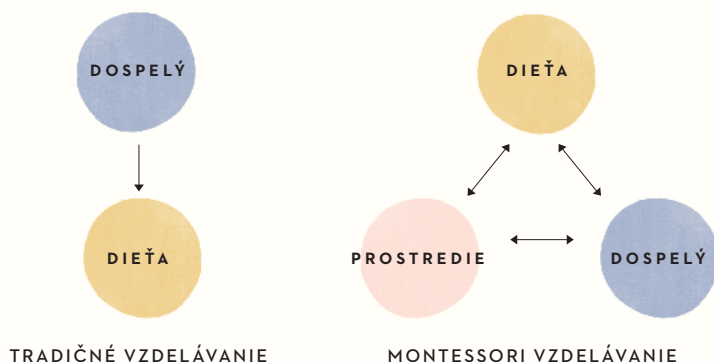 DOSPELÝ
DIEŤA
TRADIČNÉ VZDELÁVANIE
DIEŤA
PROSTREDIE
DOSPELÝ
MONTESSORI VZDELÁVANIE